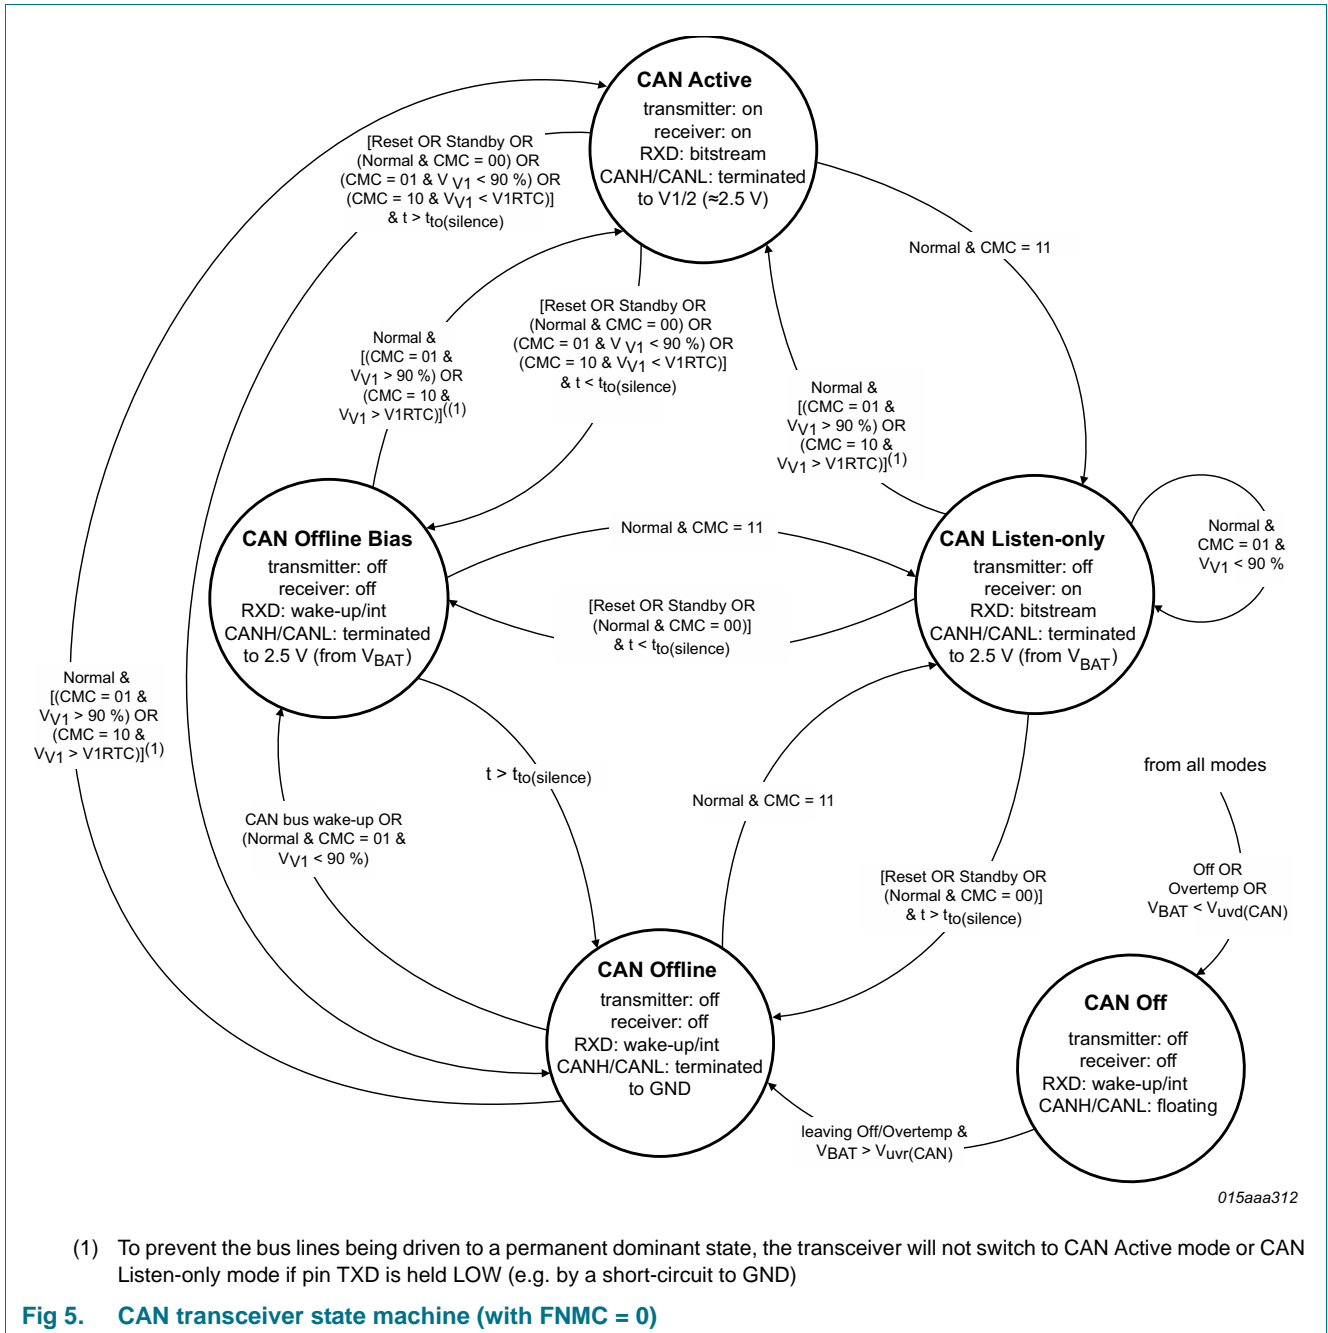 CAN Active
transmitter: on
receiver: on
RXD: bitstream
CANH/CANL: terminated
to V1/2 (≈2.5 V)
[Reset OR Standby OR
(Normal & CMC = 00) OR
(CMC = 01 & V V1 < 90 %) OR
(CMC = 10 & VV1 < V1RTC)]
& t > tto(silence)
Normal & CMC = 11
[Reset OR Standby OR
(Normal & CMC = 00) OR
(CMC = 01 & V V1 < 90 %) OR
(CMC = 10 & VV1 < V1RTC)]
& t < tto(silence)
Normal &
[(CMC = 01 &
VV1 > 90 %) OR
(CMC = 10 &
VV1 > V1RTC)]((1)
Normal &
[(CMC = 01 &
VV1 > 90 %) OR
(CMC = 10 &
VV1 > V1RTC)](1)
CAN Offline Bias
transmitter: off
receiver: off
RXD: wake-up/int
CANH/CANL: terminated
to 2.5 V (from VBAT)
Normal & CMC = 11
[Reset OR Standby OR
(Normal & CMC = 00)]
& t < tto(silence)
CAN Listen-only
transmitter: off
receiver: on
RXD: bitstream
CANH/CANL: terminated
to 2.5 V (from VBAT)
Normal &
CMC = 01 &
VV1 < 90 %
Normal &
[(CMC = 01 &
VV1 > 90 %) OR
(CMC = 10 &
VV1 > V1RTC)](1)
t > tto(silence)
CAN bus wake-up OR
(Normal & CMC = 01 &
VV1 < 90 %)
Normal & CMC = 11
from all modes
[Reset OR Standby OR
(Normal & CMC = 00)]
& t > tto(silence)
Off OR
Overtemp OR
VBAT < Vuvd(CAN)
CAN Offline
transmitter: off
receiver: off
RXD: wake-up/int
CANH/CANL: terminated
to GND
CAN Off
transmitter: off
receiver: off
RXD: wake-up/int
CANH/CANL: floating
leaving Off/Overtemp &
VBAT > Vuvr(CAN)
015aaa312
(1) To prevent the bus lines being driven to a permanent dominant state, the transceiver will not switch to CAN Active mode or CAN
Listen-only mode if pin TXD is held LOW (e.g. by a short-circuit to GND)
Fig 5. CAN transceiver state machine (with FNMC = 0)